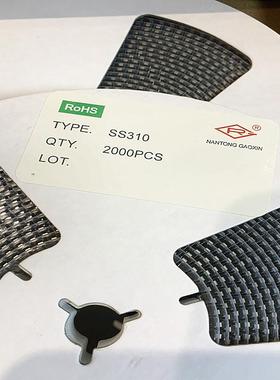 RoHS
TYPE. SS310
QTY. 2000PCS
LOT.
®
NANTONG GAOXIN